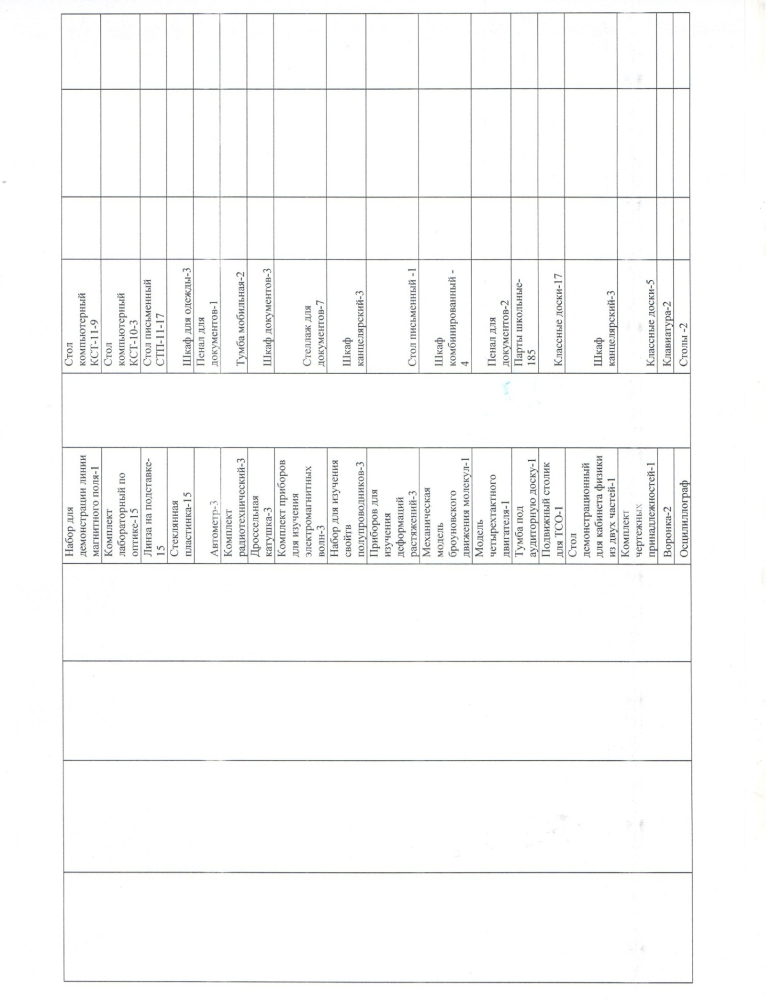 Набор для
демонстрации линии
магнитного поля-1
Стол
компьютерный
КСТ-11-9
Комплект
лабораторный по
оптике-15
Стол
компьютерный
КСТ-10-3
Линза на подставке-
15
Стол письменный
СТП-11-17
Стеклянная
пластинка-15
Шкаф для одежды-3
Автометр-3
Пенал для
документов-1
Комплект
радиотехнический-3
Тумба мобильная-2
Дроссельная
катушка-3
Шкаф документов-3
Комплект приборов
для изучения
электромагнитных
волн-3
Стеллаж для
документов-7
Набор для изучения
свойтв
полупроводников-3
Шкаф
канцелярский-3
Приборов для
изучения
деформаций
растяжений-3
Стол письменный -1
Механическая
модель
броуновского
движения молекул-1
Шкаф
комбинированный -
4
Модель
четырехтактного
двигателя-1
Пенал для
документов-2
Тумба под
аудиторную доску-1
Парты школьные-
185
Подвижный столик
для ТСО-1
Классные доски-17
Стол
демонстрационный
для кабинета физики
из двух частей-1
Шкаф
канцелярский-3
Комплект
чертежных
принадлежностей-1
Классные доски-5
Воронка-2
Клавиатура-2
Осциллограф
Столы -2